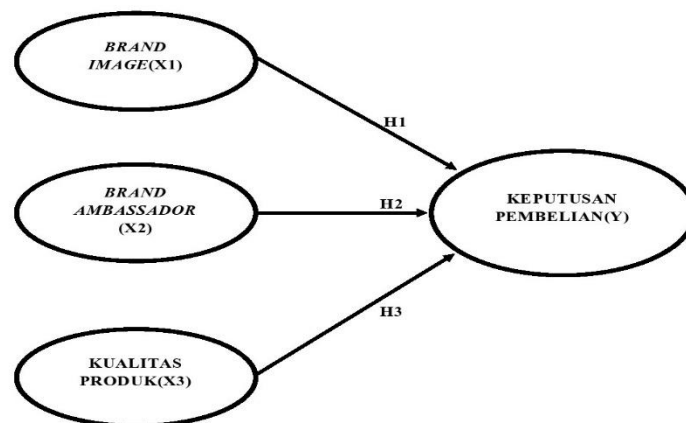 BRAND
IMAGE(X1)
H1
BRAND
AMBASSADOR
(X2)
H2
KEPUTUSAN
PEMBELIAN(Y)
H3
KUALITAS
PRODUK(X3)